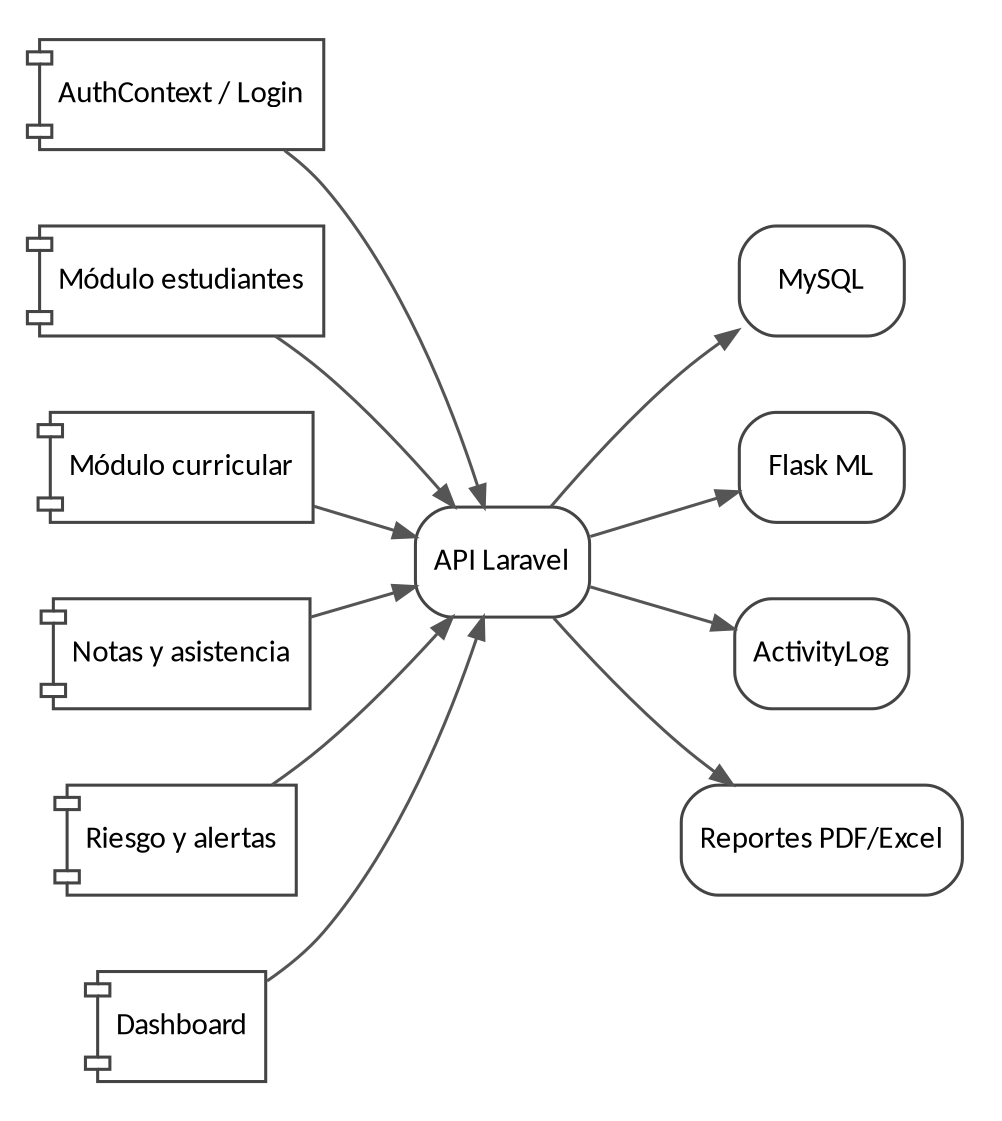 AuthContext / Login
Módulo estudiantes
Módulo curricular
Notas y asistencia
Riesgo y alertas
Dashboard
API Laravel
MySQL
Flask ML
ActivityLog
Reportes PDF/Excel